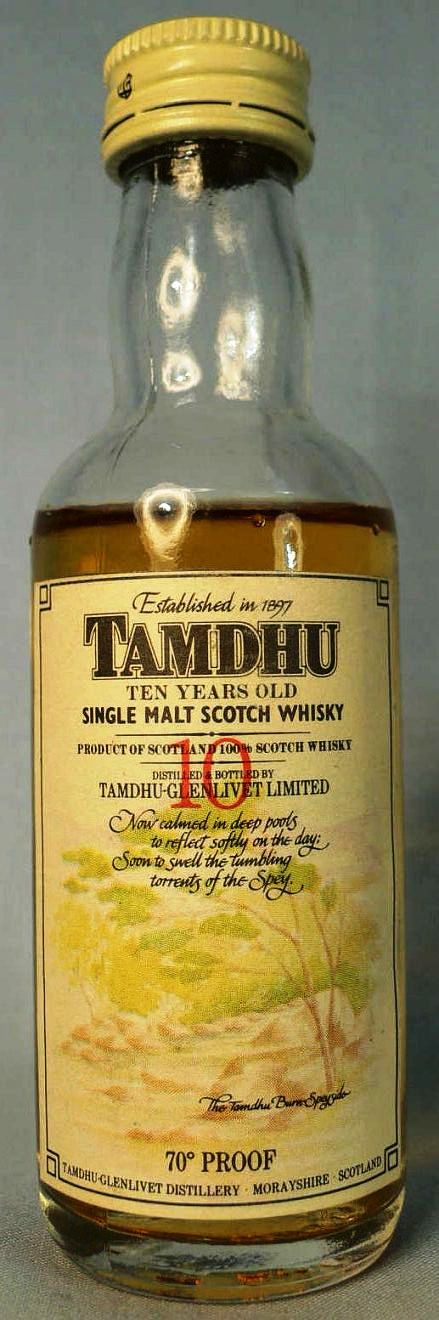 Established in 1897
TAMDHU
TEN YEARS OLD
SINGLE MALT SCOTCH WHISKY
PRODUCT OF SCOTLAND 100% SCOTCH WHISKY
10
DISTILLED & BOTTLED BY
TAMDHU-GLENLIVET LIMITED
Now calmed in deep pools
to reflect softly on the day;
Soon to swell the tumbling
torrents of the Spey.
The Tamdhu Burn Speyside
70° PROOF
TAMDHU-GLENLIVET DISTILLERY · MORAYSHIRE · SCOTLAND